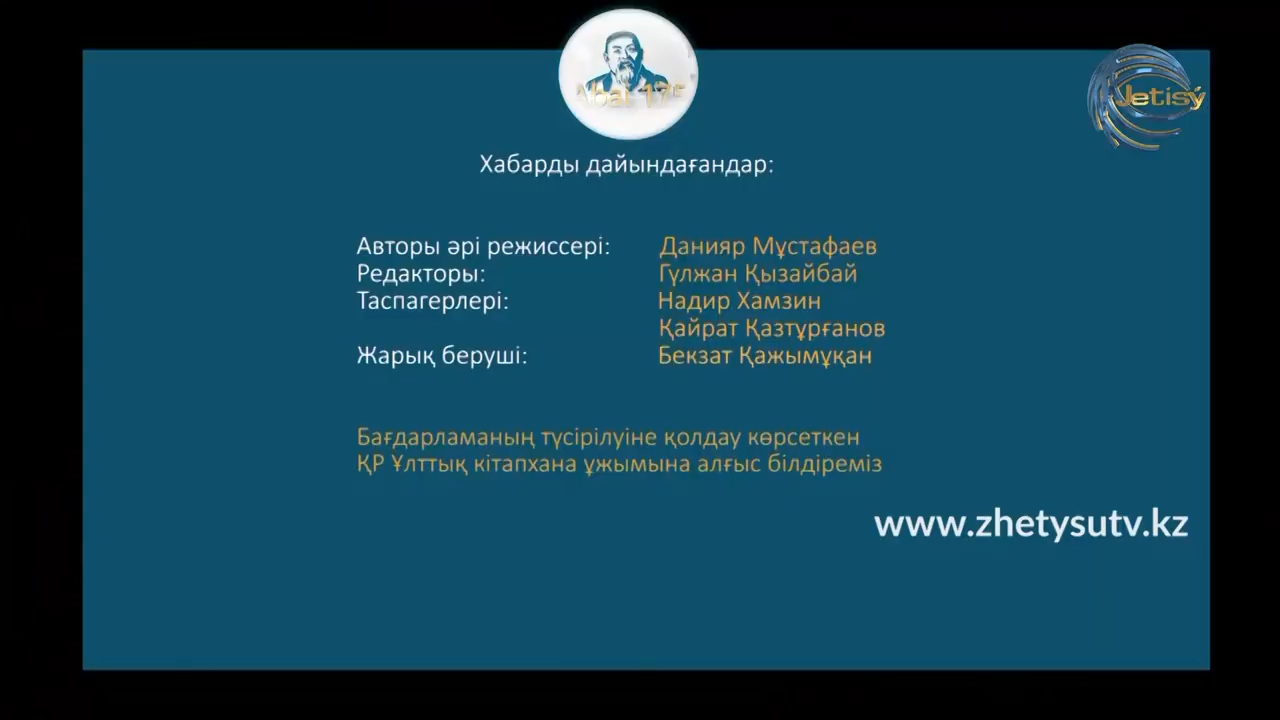 Abai 175
Jetisý
Хабарды дайындағандар:
Авторы әрі режиссері: Данияр Мұстафаев
Редакторы: Гүлжан Қызайбай
Таспагерлері: Надир Хамзин
Қайрат Қазтұрғанов
Жарық беруші: Бекзат Қажымұқан
Бағдарламаның түсірілуіне қолдау көрсеткен
ҚР Ұлттық кітапхана ұжымына алғыс білдіреміз
www.zhetysutv.kz